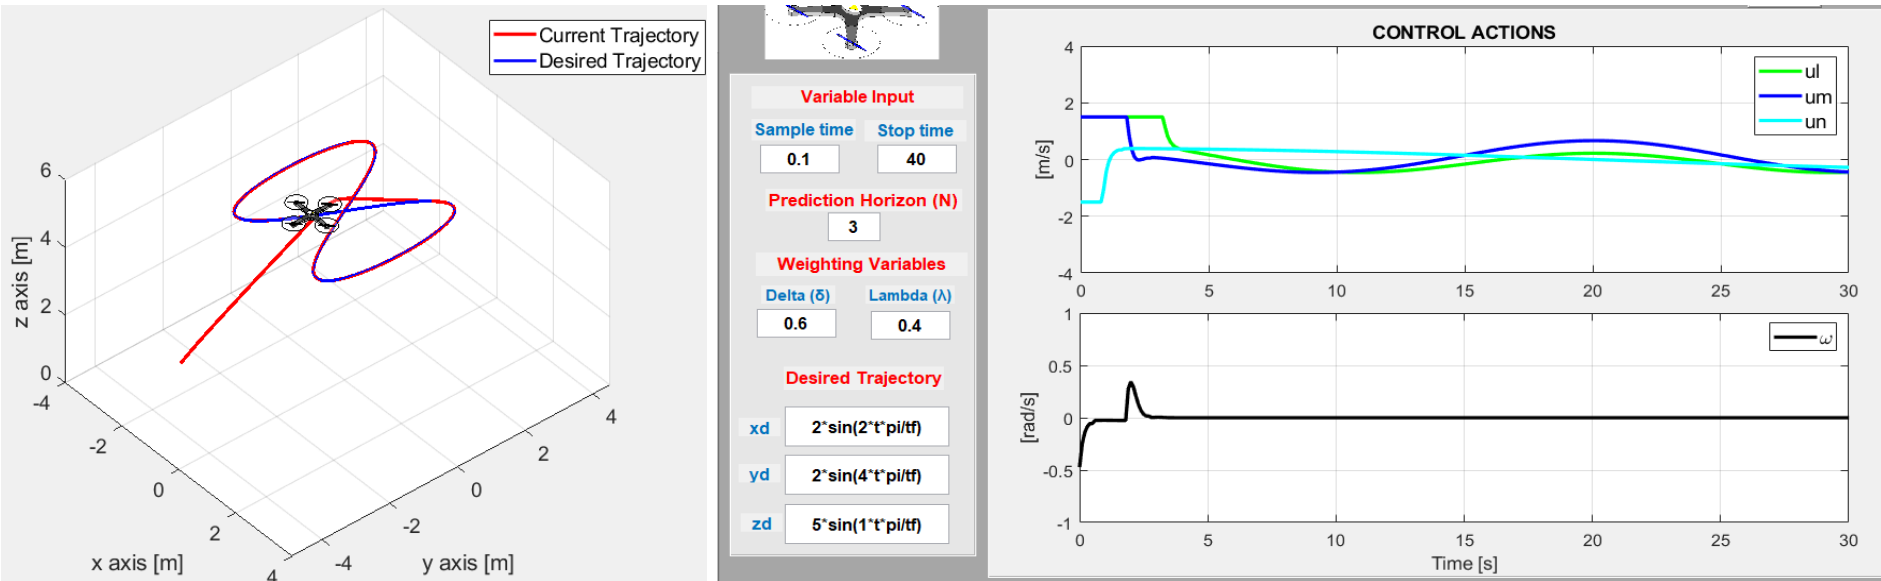 Current Trajectory
Desired Trajectory
6
4
2
0
z axis [m]
-4
-2
0
2
4
x axis [m]
-4
-2
0
2
4
y axis [m]
Variable Input
Sample time Stop time
0.1 40
Prediction Horizon (N)
3
Weighting Variables
Delta (δ) Lambda (λ)
0.6 0.4
Desired Trajectory
xd 2*sin(2*t*pi/tf)
yd 2*sin(4*t*pi/tf)
zd 5*sin(1*t*pi/tf)
CONTROL ACTIONS
4
2
0
-2
-4
[m/s]
ul
um
un
0 5 10 15 20 25 30
1
0.5
0
-0.5
-1
[rad/s]
ω
0 5 10 15 20 25 30
Time [s]